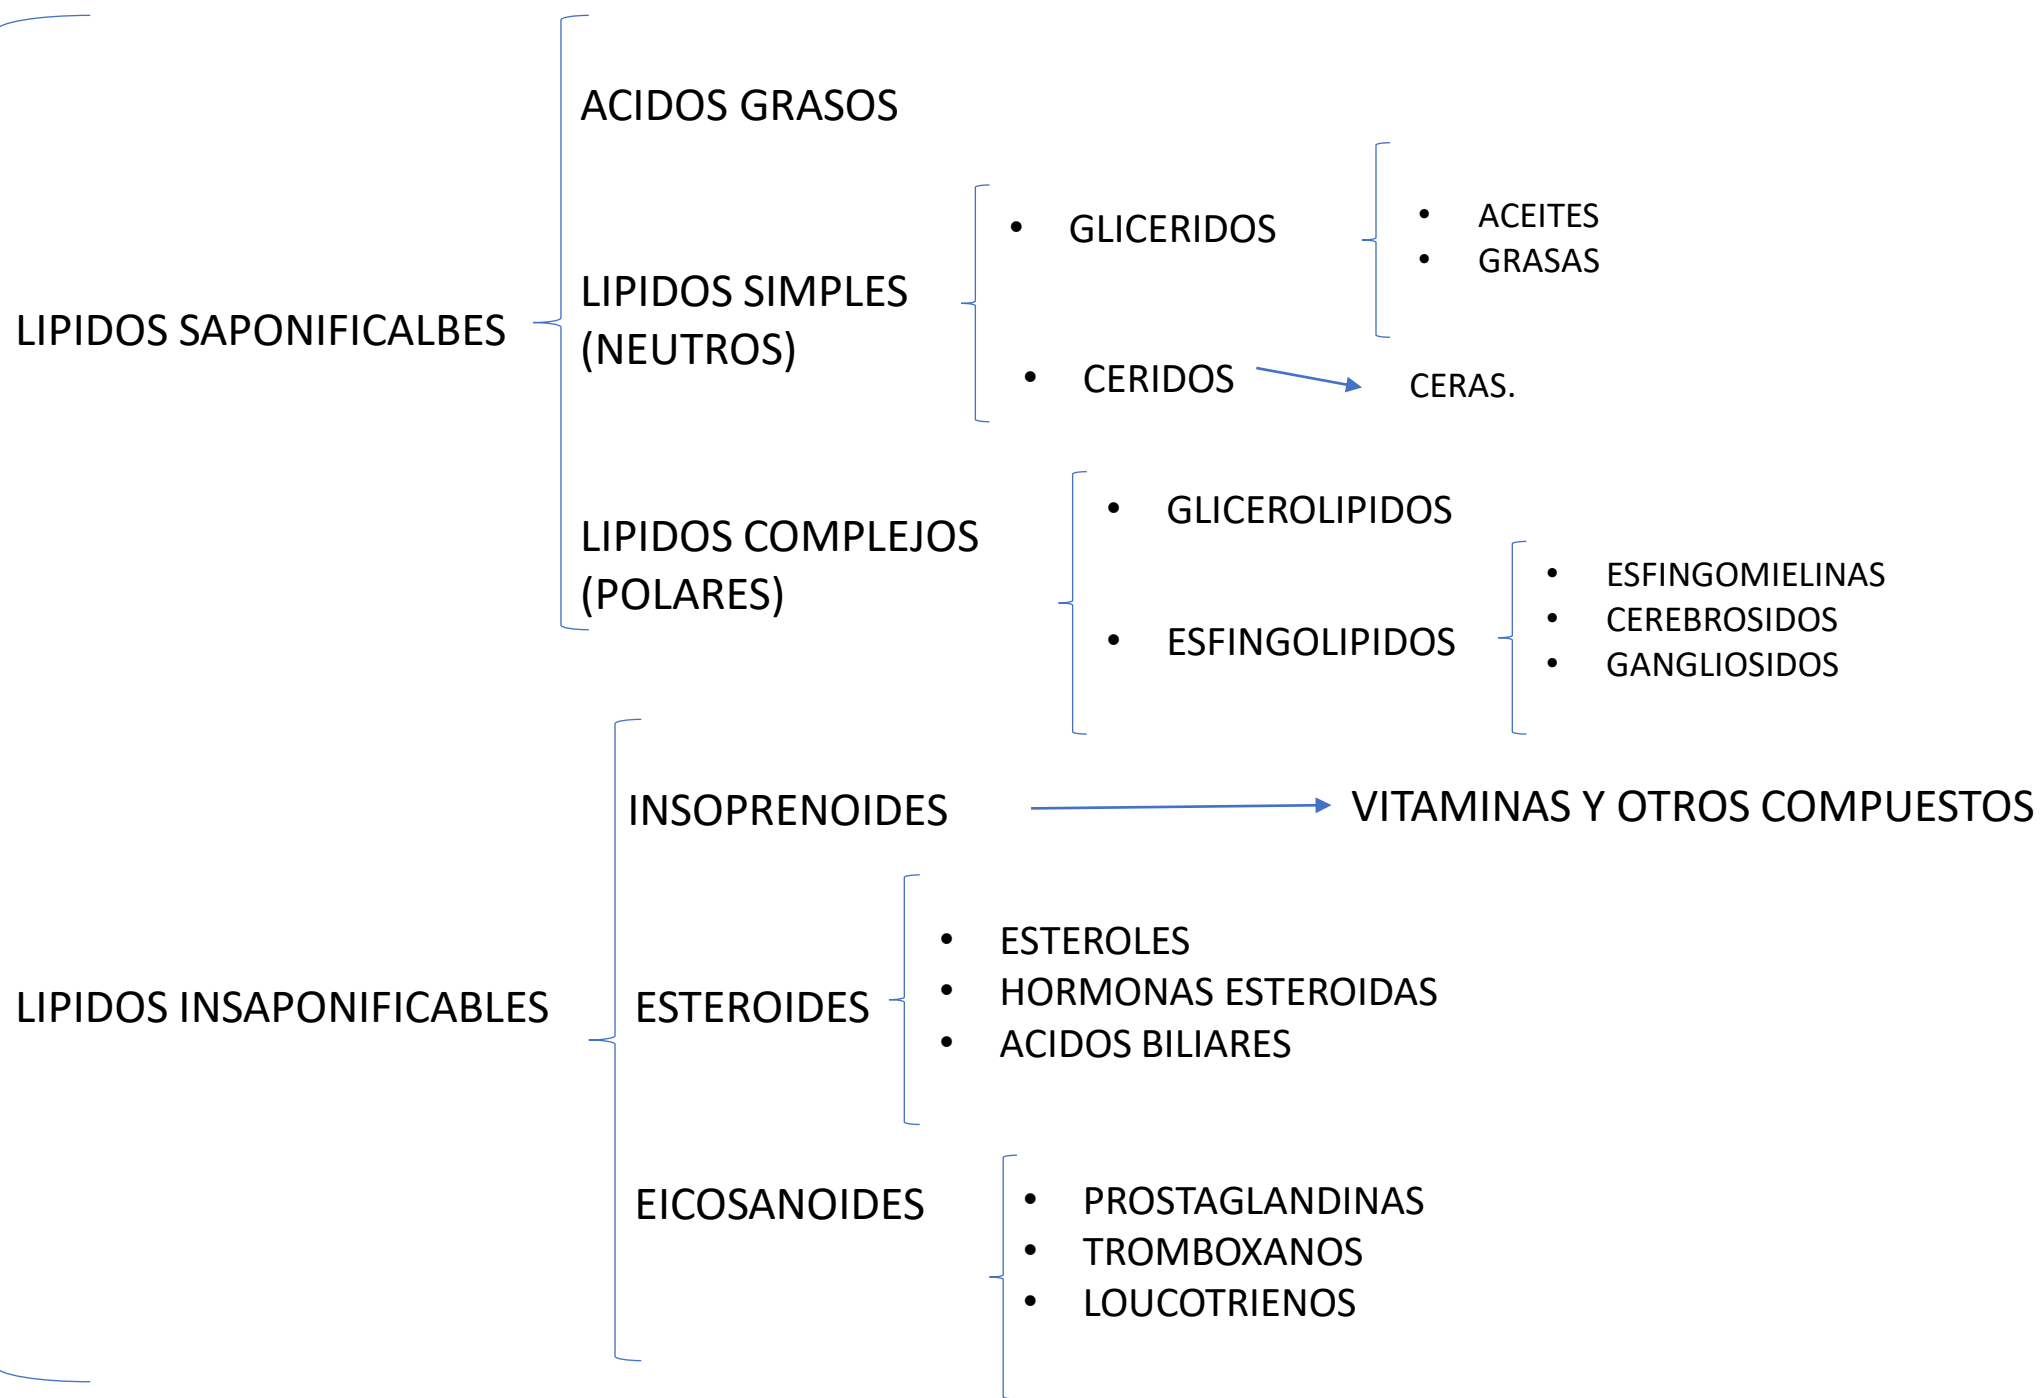 LIPIDOS SAPONIFICALBES
ACIDOS GRASOS
LIPIDOS SIMPLES
(NEUTROS)
• GLICERIDOS
• ACEITES
• GRASAS
• CERIDOS
CERAS.
LIPIDOS COMPLEJOS
(POLARES)
• GLICEROLIPIDOS
• ESFINGOLIPIDOS
• ESFINGOMIELINAS
• CEREBROSIDOS
• GANGLIOSIDOS
LIPIDOS INSAPONIFICABLES
INSOPRENOIDES
VITAMINAS Y OTROS COMPUESTOS
ESTEROIDES
• ESTEROLES
• HORMONAS ESTEROIDAS
• ACIDOS BILIARES
EICOSANOIDES
• PROSTAGLANDINAS
• TROMBOXANOS
• LOUCOTRIENOS